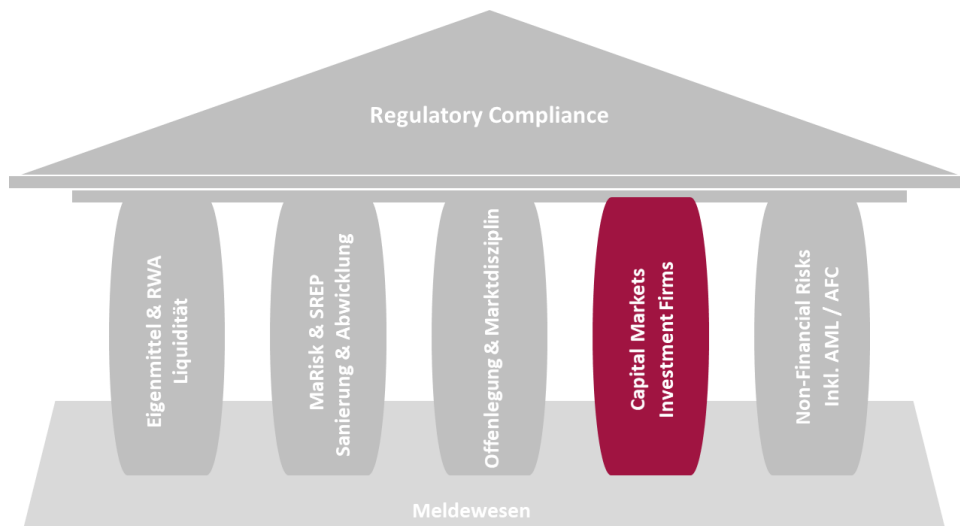 Regulatory Compliance
Eigenmittel & RWA
Liquidität
MaRisk & SREP
Sanierung & Abwicklung
Offenlegung & Marktdisziplin
Capital Markets
Investment Firms
Non-Financial Risks
Inkl. AML / AFC
Meldewesen